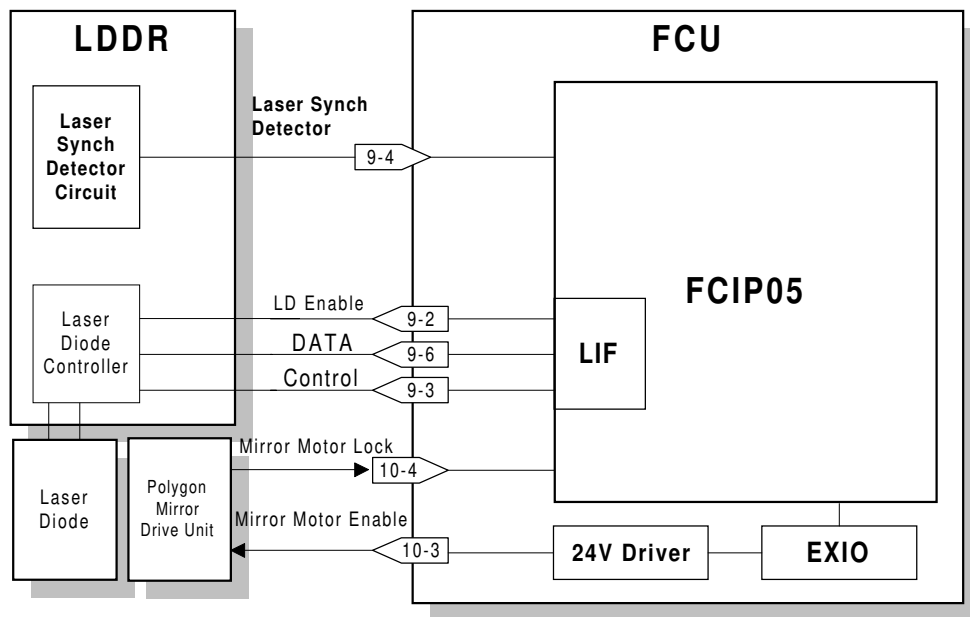 LDDR
FCU
Laser
Synch
Detector
Circuit
Laser Synch
Detector
9-4
FCIP05
Laser
Diode
Controller
LD Enable
9-2
DATA
9-6
Control
9-3
LIF
Mirror Motor Lock
10-4
Laser
Diode
Polygon
Mirror
Drive Unit
Mirror Motor Enable
10-3
24V Driver
EXIO